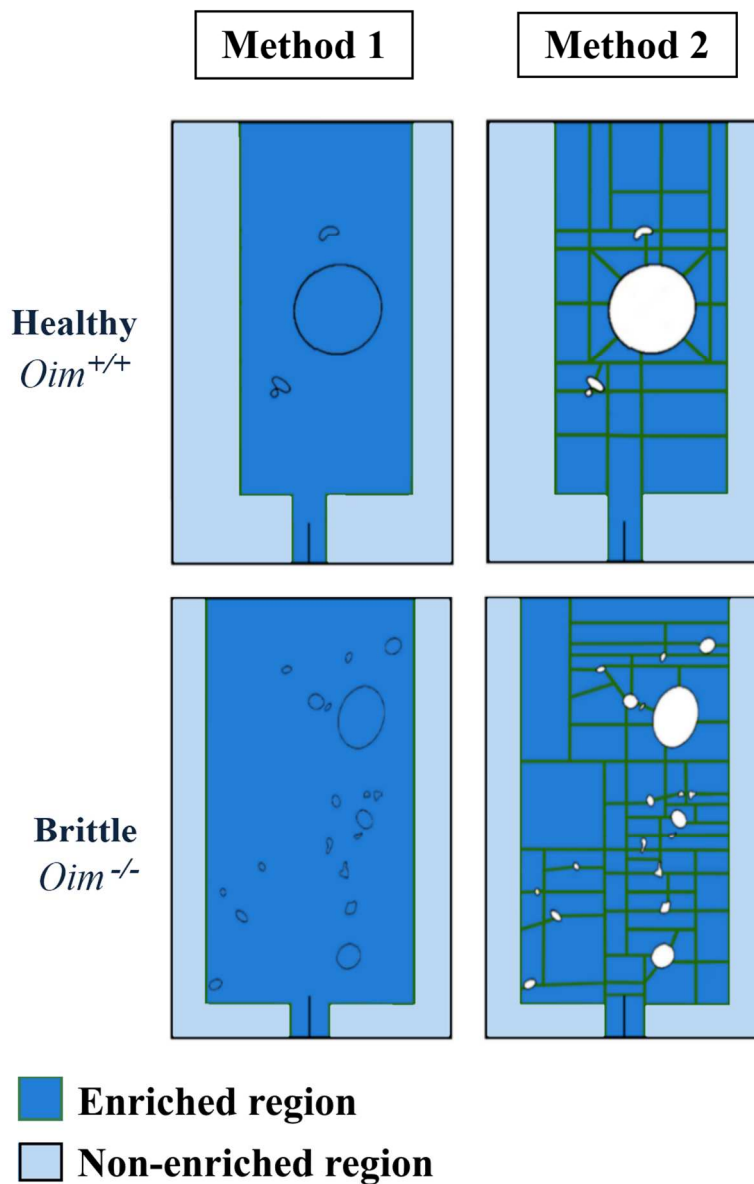 Method 1 Method 2
Healthy
Oim+/+
Brittle
Oim-/-
Enriched region
Non-enriched region